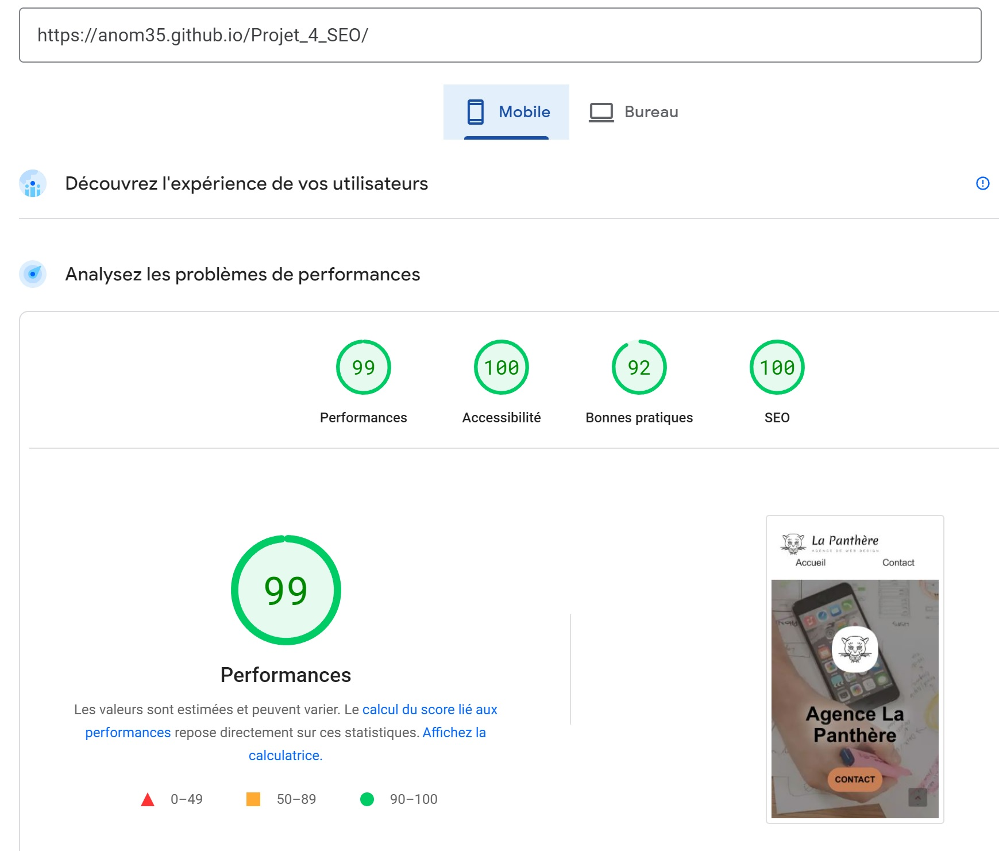 https://anom35.github.io/Projet_4_SEO/
Mobile
Bureau
Découvrez l'expérience de vos utilisateurs
Analysez les problèmes de performances
99
100
92
100
Performances
Accessibilité
Bonnes pratiques
SEO
99
Performances
Les valeurs sont estimées et peuvent varier. Le calcul du score lié aux
performances repose directement sur ces statistiques. Affichez la
calculatrice.
0–49
50–89
90–100
La Panthère
AGENCE DE WEB DESIGN
Accueil
Contact
Agence La
Panthère
CONTACT